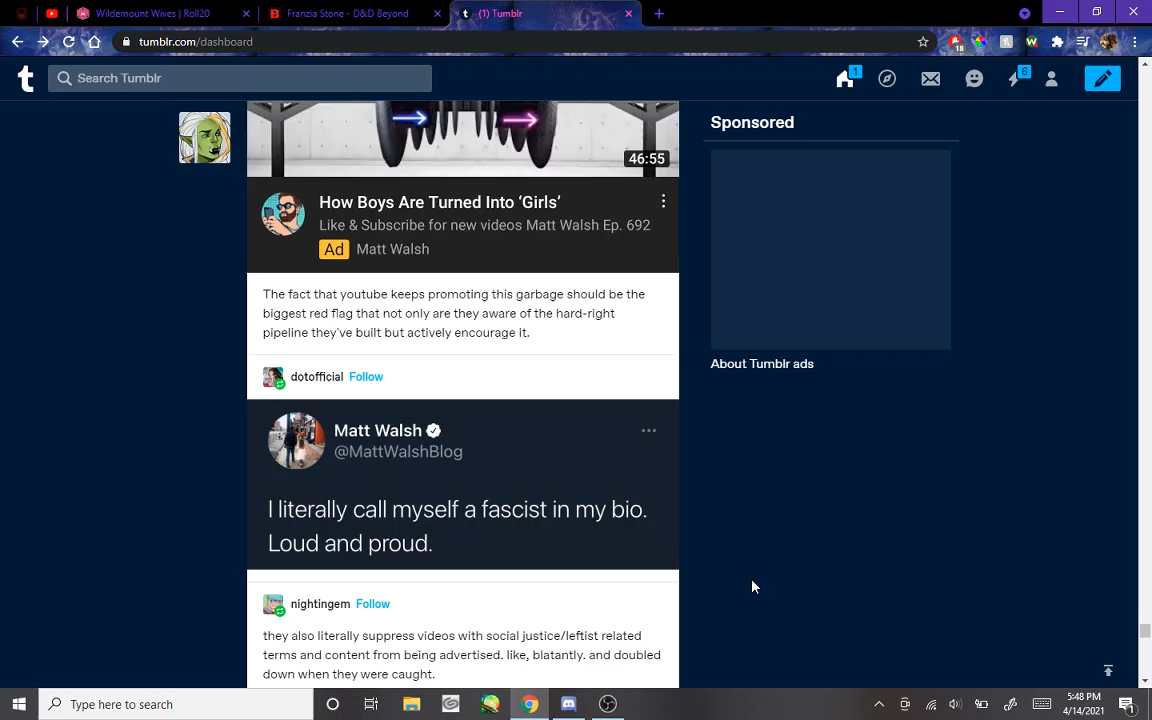 Wildemount Wives | Roll20
Franzia Stone - D&D Beyond
(1) Tumblr
tumblr.com/dashboard
18
Search Tumblr
1
6
46:55
How Boys Are Turned Into ‘Girls’
Like & Subscribe for new videos Matt Walsh Ep. 692
Ad Matt Walsh
Sponsored
About Tumblr ads
The fact that youtube keeps promoting this garbage should be the
biggest red flag that not only are they aware of the hard-right
pipeline they've built but actively encourage it.
dotofficial Follow
Matt Walsh
@MattWalshBlog
I literally call myself a fascist in my bio.
Loud and proud.
nightingem Follow
they also literally suppress videos with social justice/leftist related
terms and content from being advertised. like, blatantly. and doubled
down when they were caught.
Type here to search
5:48 PM
4/14/2021
1